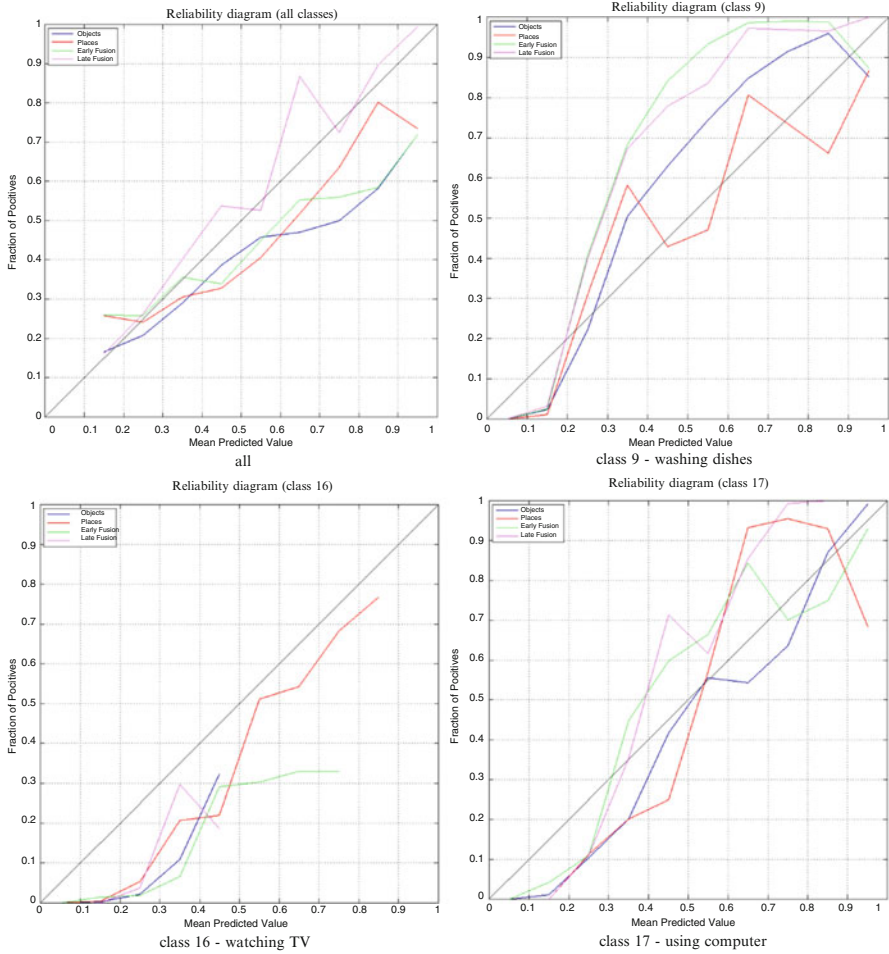 Reliability diagram (all classes)
Objects
Places
Early Fusion
Late Fusion
1
0.9
0.8
0.7
0.6
0.5
0.4
0.3
0.2
0.1
0
Fraction of Pocitives
0 0.1 0.2 0.3 0.4 0.5 0.6 0.7 0.8 0.9 1
Mean Predicted Value
all
Reliability diagram (class 9)
Objects
Places
Early Fusion
Late Fusion
1
0.9
0.8
0.7
0.6
0.5
0.4
0.3
0.2
0.1
0
Fraction of Pocitives
0 0.1 0.2 0.3 0.4 0.5 0.6 0.7 0.8 0.9 1
Mean Predicted Value
class 9 - washing dishes
Reliability diagram (class 16)
Objects
Places
Early Fusion
Late Fusion
1
0.9
0.8
0.7
0.6
0.5
0.4
0.3
0.2
0.1
0
Fraction of Pocitives
0 0.1 0.2 0.3 0.4 0.5 0.6 0.7 0.8 0.9 1
Mean Predicted Value
class 16 - watching TV
Reliability diagram (class 17)
Objects
Places
Early Fusion
Late Fusion
1
0.9
0.8
0.7
0.6
0.5
0.4
0.3
0.2
0.1
0
Fraction of Pocitives
0 0.1 0.2 0.3 0.4 0.5 0.6 0.7 0.8 0.9 1
Mean Predicted Value
class 17 - using computer